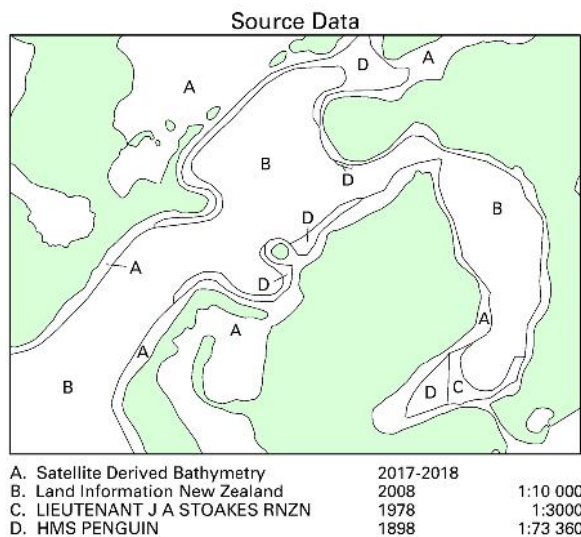 Source Data
D
A
A
B
D
B
D
A
D
A
A
A
B
D
C
A. Satellite Derived Bathymetry 2017-2018
B. Land Information New Zealand 2008 1:10 000
C. LIEUTENANT J A STOAKES RNZN 1978 1:3000
D. HMS PENGUIN 1898 1:73 360